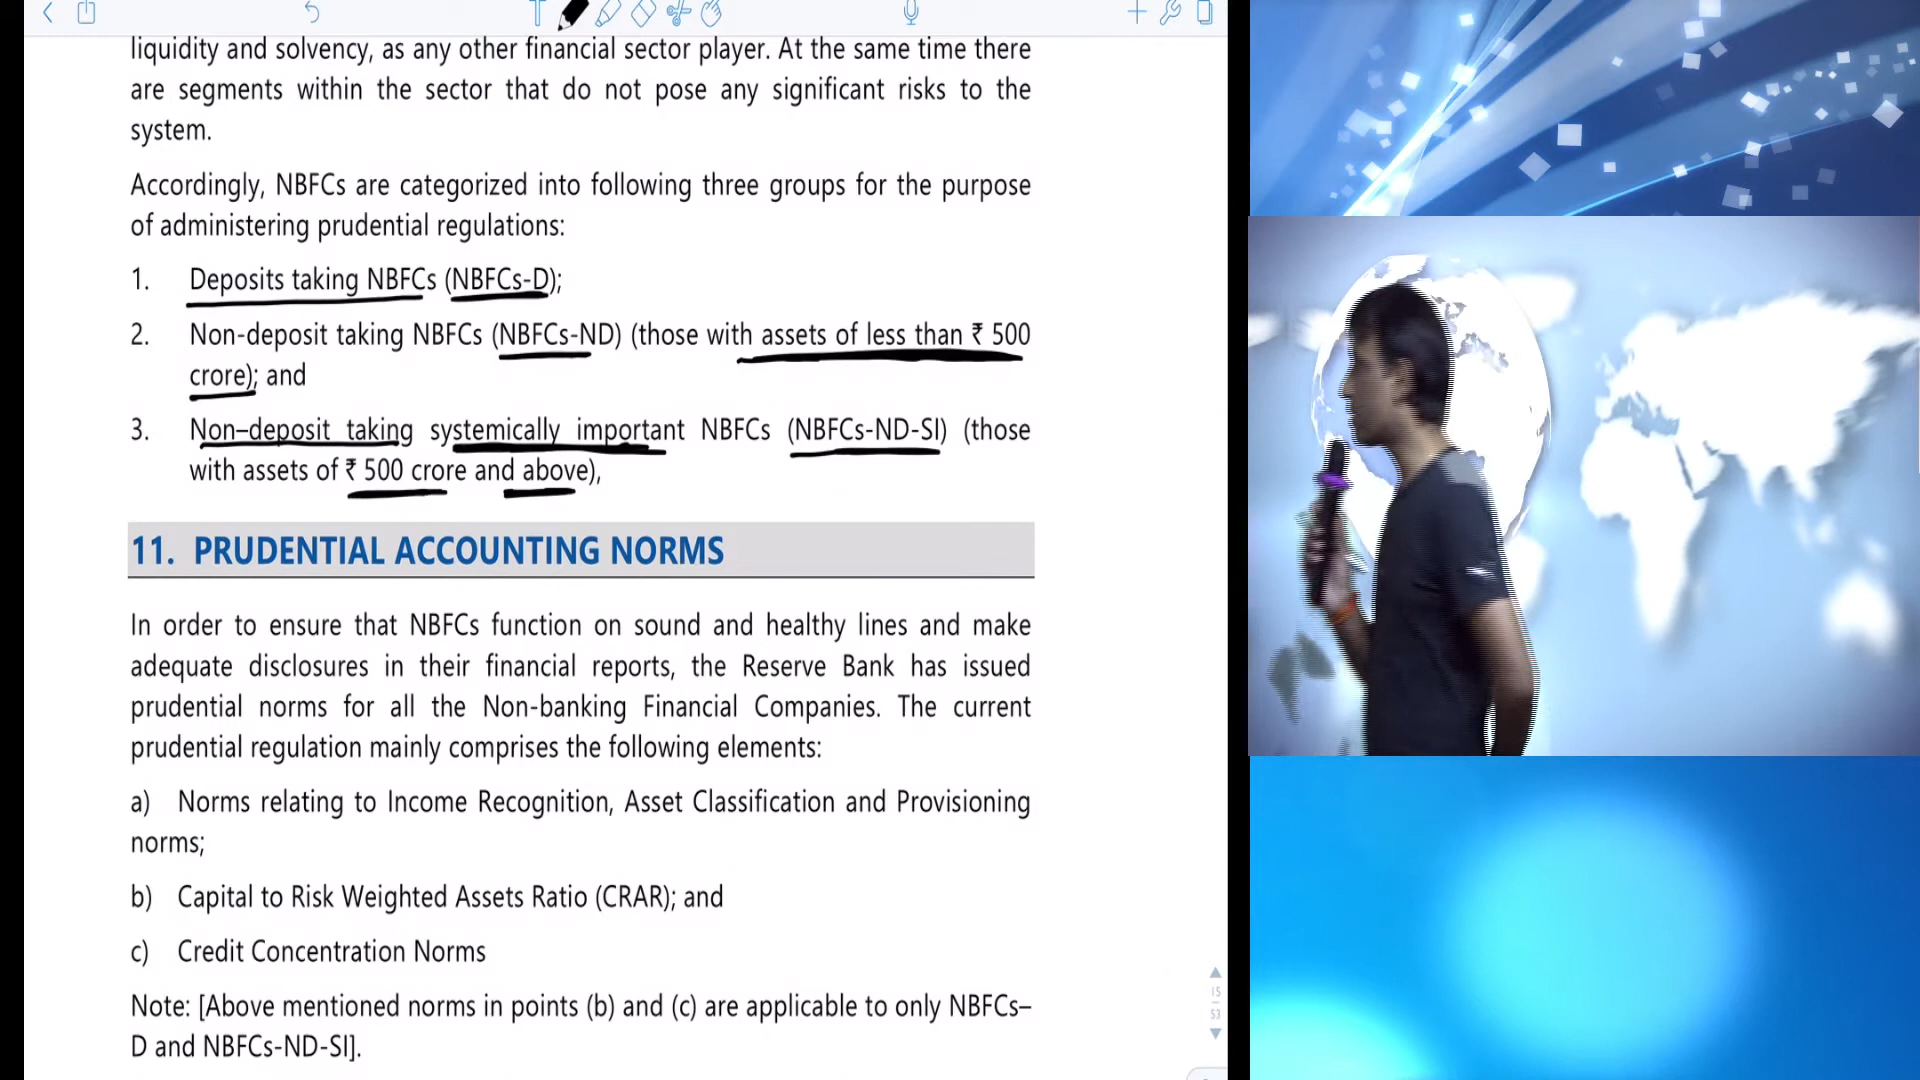 liquidity and solvency, as any other financial sector player. At the same time there
are segments within the sector that do not pose any significant risks to the
system.
Accordingly, NBFCs are categorized into following three groups for the purpose
of administering prudential regulations:
1. Deposits taking NBFCs (NBFCs-D);
2. Non-deposit taking NBFCs (NBFCs-ND) (those with assets of less than ₹ 500
crore); and
3. Non–deposit taking systemically important NBFCs (NBFCs-ND-SI) (those
with assets of ₹ 500 crore and above),
11. PRUDENTIAL ACCOUNTING NORMS
In order to ensure that NBFCs function on sound and healthy lines and make
adequate disclosures in their financial reports, the Reserve Bank has issued
prudential norms for all the Non-banking Financial Companies. The current
prudential regulation mainly comprises the following elements:
a) Norms relating to Income Recognition, Asset Classification and Provisioning
norms;
b) Capital to Risk Weighted Assets Ratio (CRAR); and
c) Credit Concentration Norms
Note: [Above mentioned norms in points (b) and (c) are applicable to only NBFCs–
D and NBFCs-ND-SI].
15
53